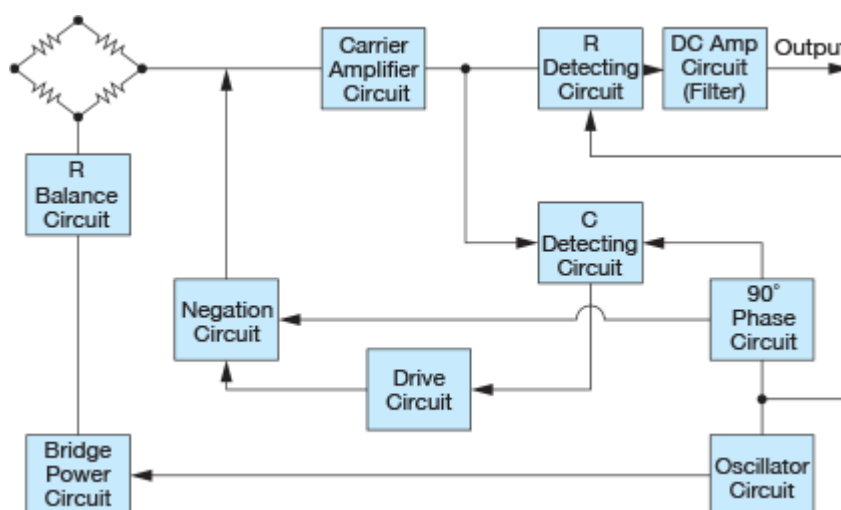 Carrier
Amplifier
Circuit
R
Detecting
Circuit
DC Amp
Circuit
(Filter)
Output
R
Balance
Circuit
C
Detecting
Circuit
Negation
Circuit
90°
Phase
Circuit
Drive
Circuit
Bridge
Power
Circuit
Oscillator
Circuit